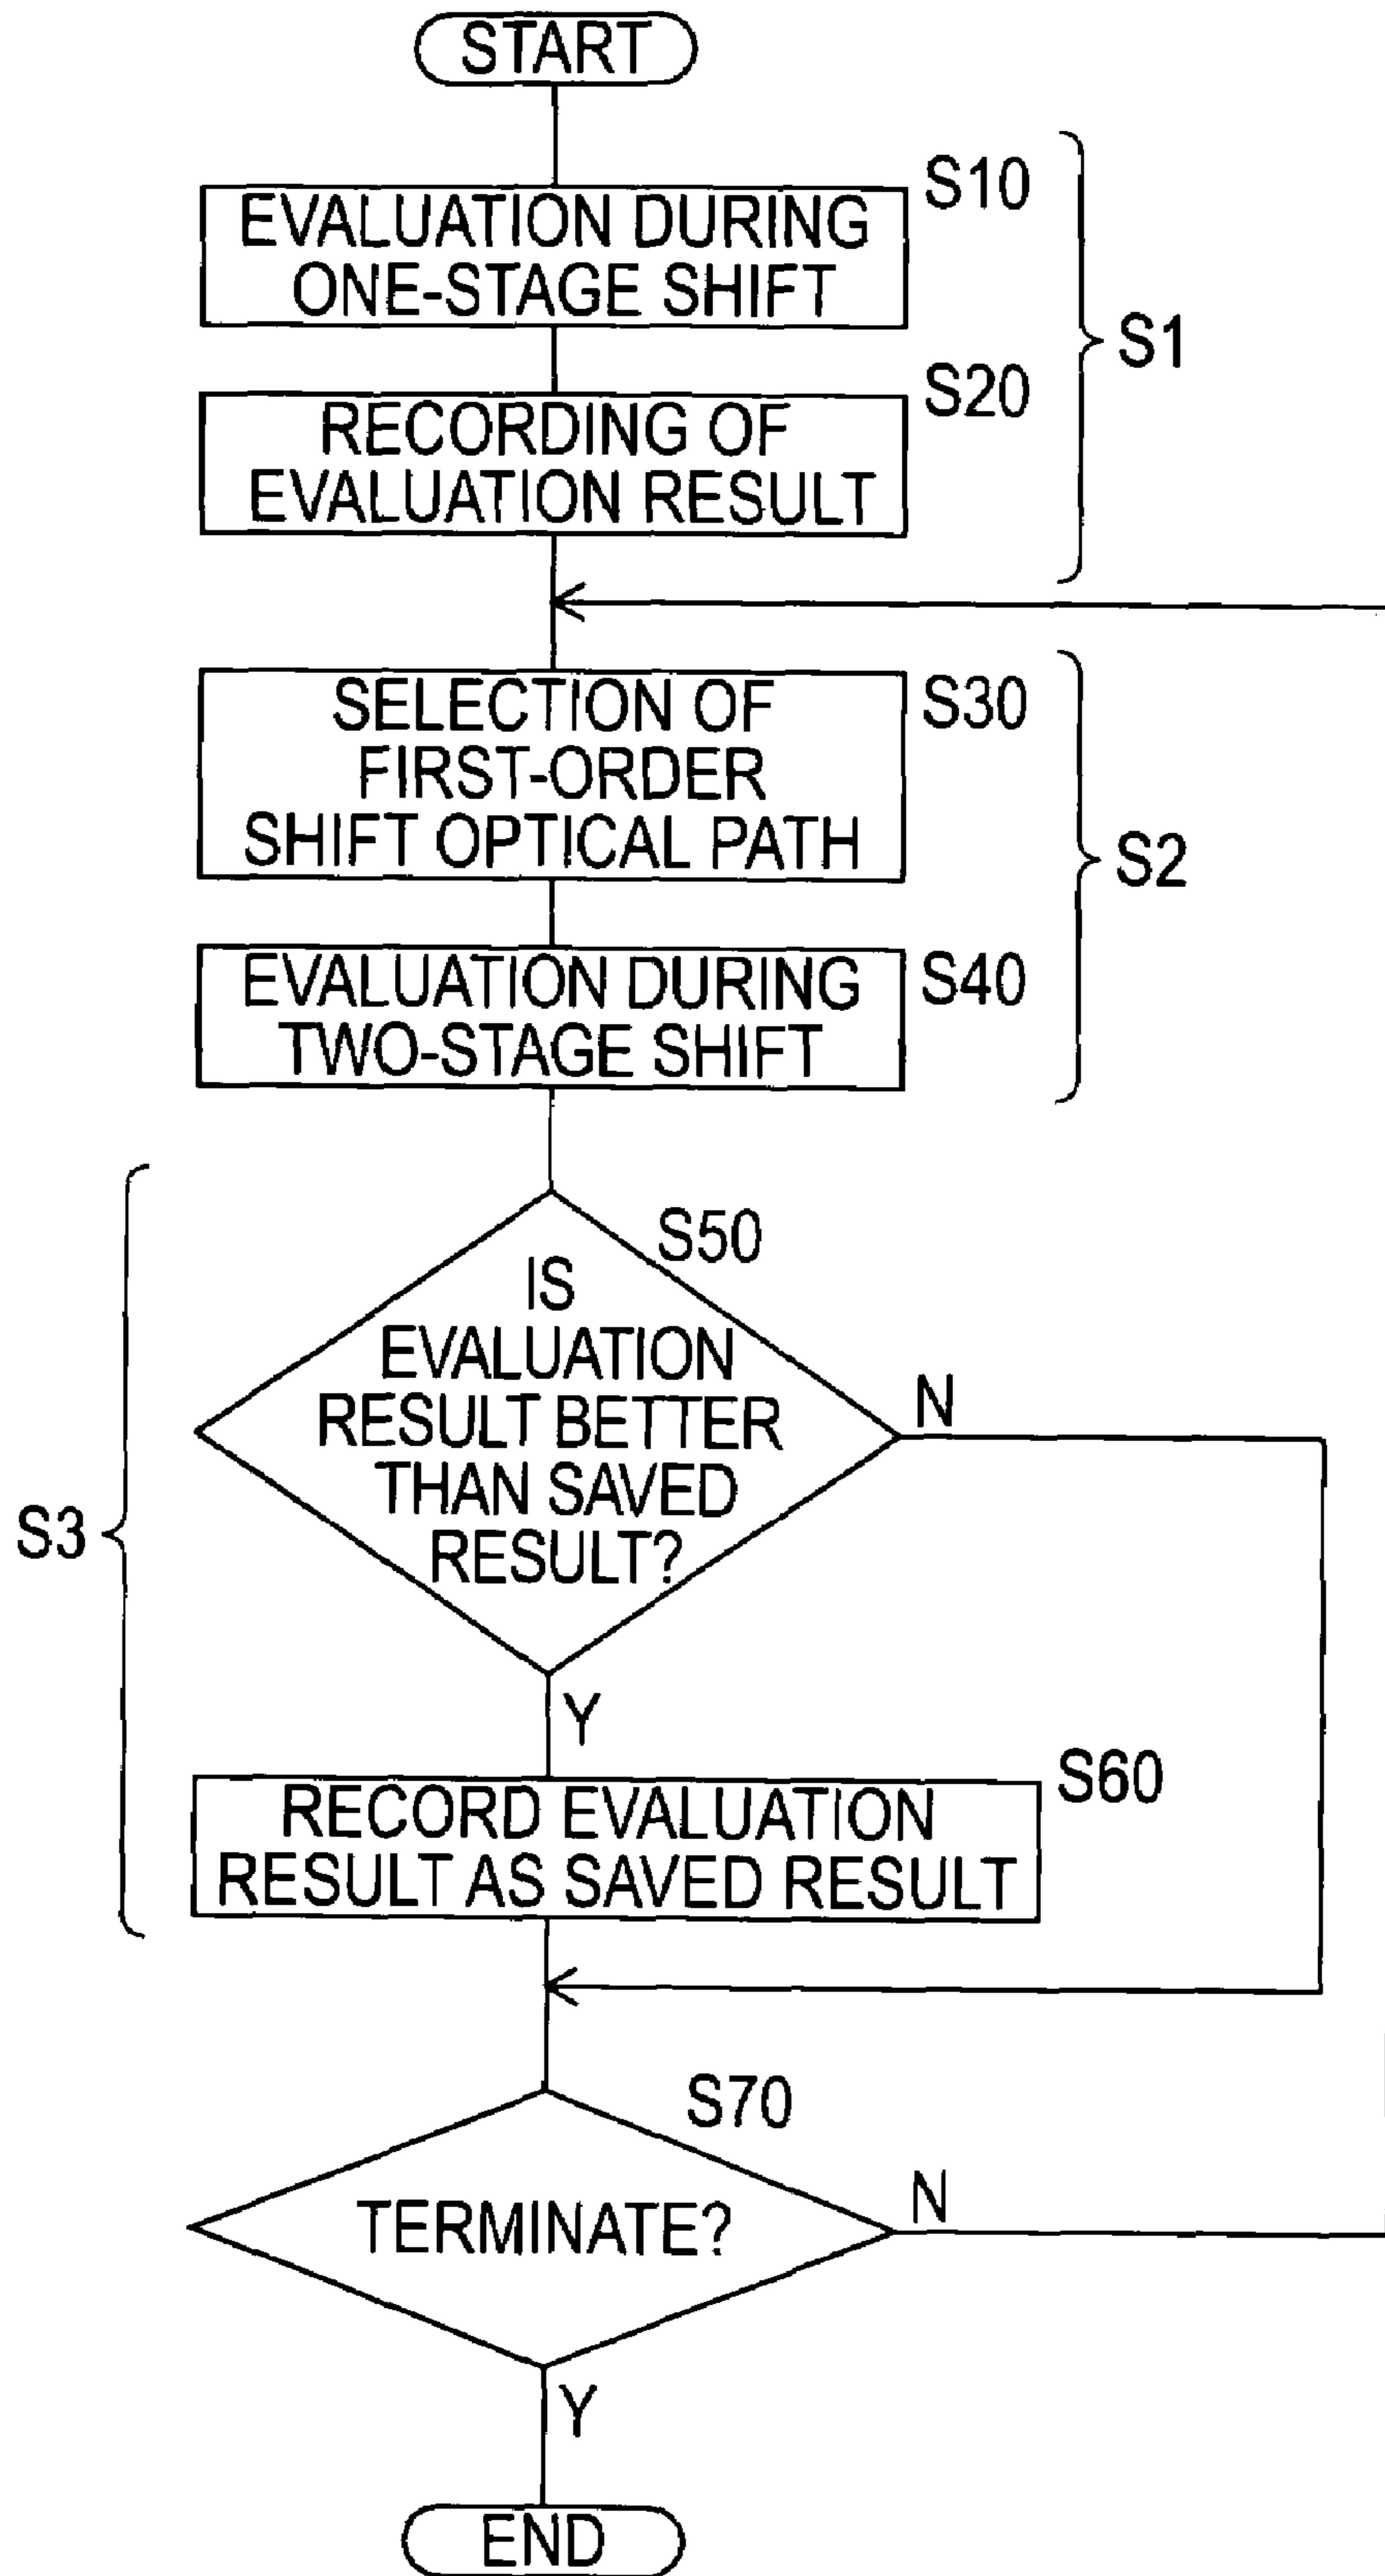 START
S10
EVALUATION DURING
ONE-STAGE SHIFT
S1
S20
RECORDING OF
EVALUATION RESULT
S30
SELECTION OF
FIRST-ORDER
SHIFT OPTICAL PATH
S2
S40
EVALUATION DURING
TWO-STAGE SHIFT
S50
IS
EVALUATION
RESULT BETTER
THAN SAVED
RESULT?
N
S3
Y
S60
RECORD EVALUATION
RESULT AS SAVED RESULT
S70
TERMINATE?
N
Y
END